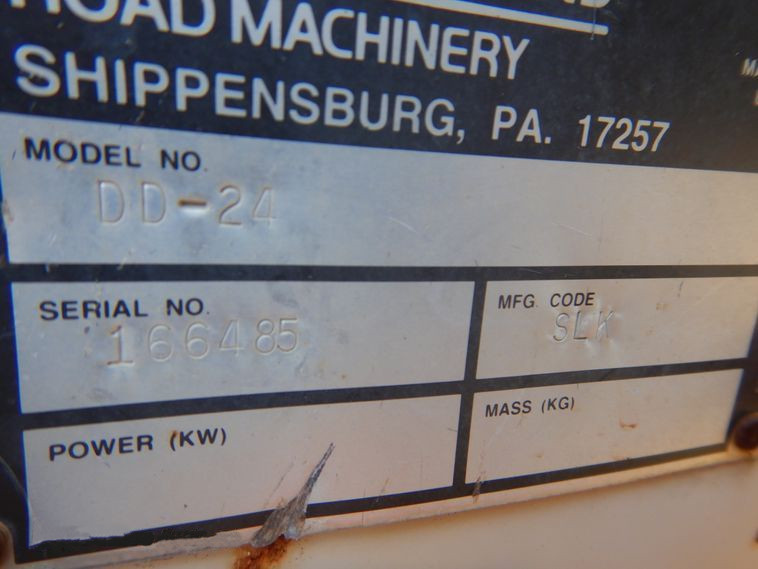 ROAD MACHINERY
SHIPPENSBURG, PA. 17257
MODEL NO.
DD-24
SERIAL NO.
166485
MFG CODE
SLK
POWER (KW)
MASS (KG)